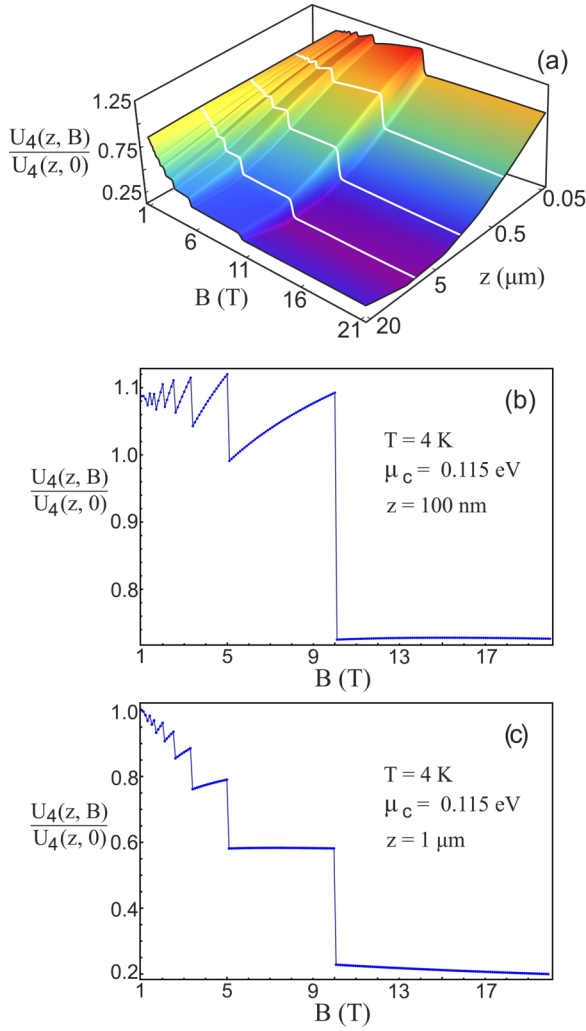 (a)
1.25
U₄(z, B)
U₄(z, 0)
0.75
0.25
1
6
11
16
21
B (T)
0.05
0.5
5
20
z (μm)
(b)
1.1
1.0
0.9
0.8
U₄(z, B)
U₄(z, 0)
T = 4 K
μ_c = 0.115 eV
z = 100 nm
1 5 9 13 17
B (T)
(c)
1.0
0.8
0.6
0.4
0.2
U₄(z, B)
U₄(z, 0)
T = 4 K
μ_c = 0.115 eV
z = 1 μm
1 5 9 13 17
B (T)